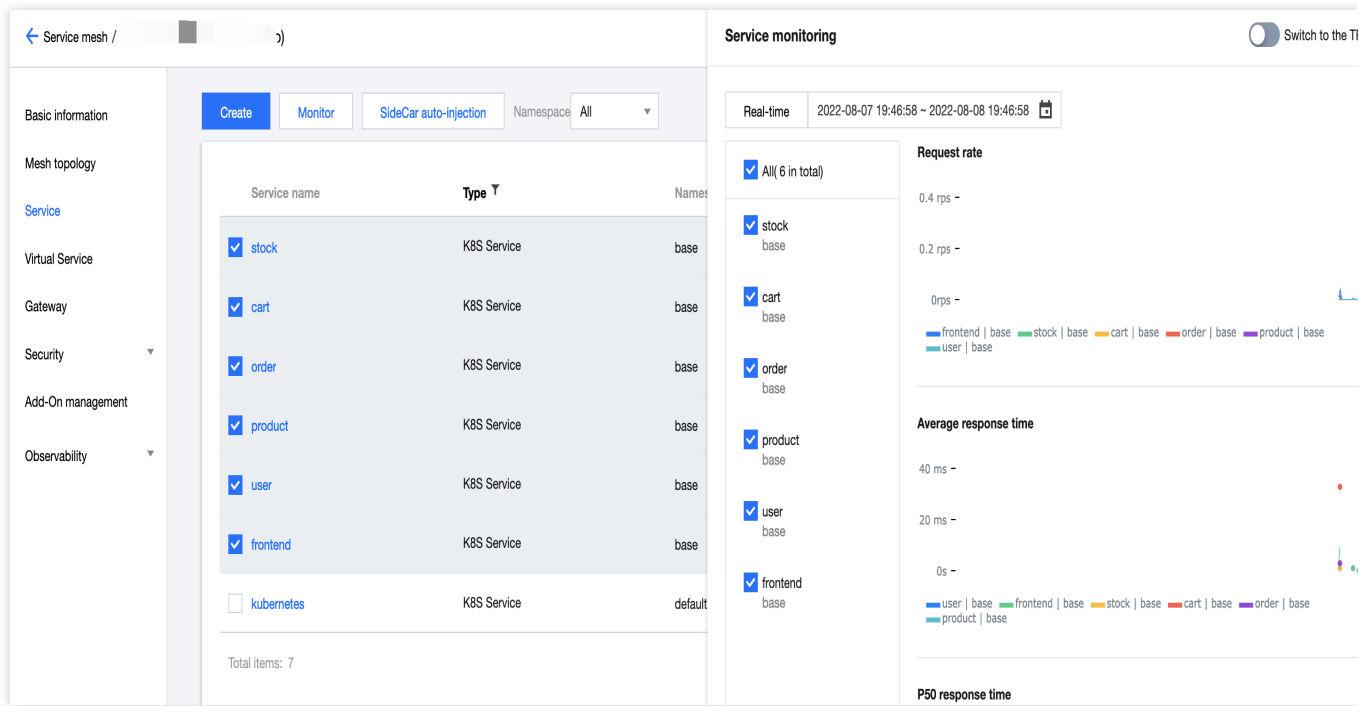 Service mesh /
Service monitoring
Switch to the
Basic information
Mesh topology
Service
Virtual Service
Gateway
Security
Add-On management
Observability
Create Monitor SideCar auto-injection Namespace All
Service name Type
stock K8S Service base
cart K8S Service base
order K8S Service base
product K8S Service base
user K8S Service base
frontend K8S Service base
kubernetes K8S Service default
Total items: 7
Real-time 2022-08-07 19:46:58 ~ 2022-08-08 19:46:58
All( 6 in total)
stock
base
cart
base
order
base
product
base
user
base
frontend
base
Request rate
0.4 rps
0.2 rps
0rps
frontend | base stock | base cart | base order | base product | base
user | base
Average response time
40 ms
20 ms
0s
user | base frontend | base stock | base cart | base order | base
product | base
P50 response time